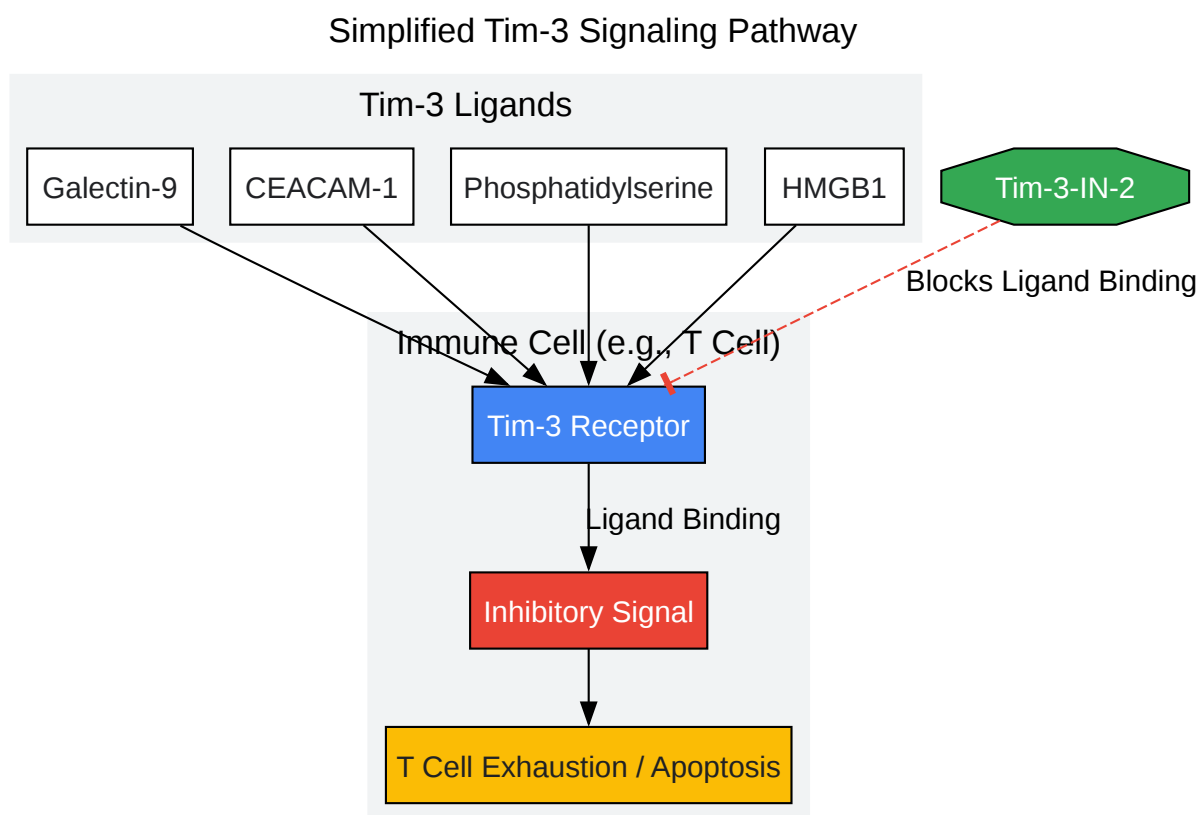 Simplified Tim-3 Signaling Pathway
Tim-3 Ligands
Galectin-9
CEACAM-1
Phosphatidylserine
HMGB1
Tim-3-IN-2
Blocks Ligand Binding
Immune Cell (e.g., T Cell)
Tim-3 Receptor
Ligand Binding
Inhibitory Signal
T Cell Exhaustion / Apoptosis